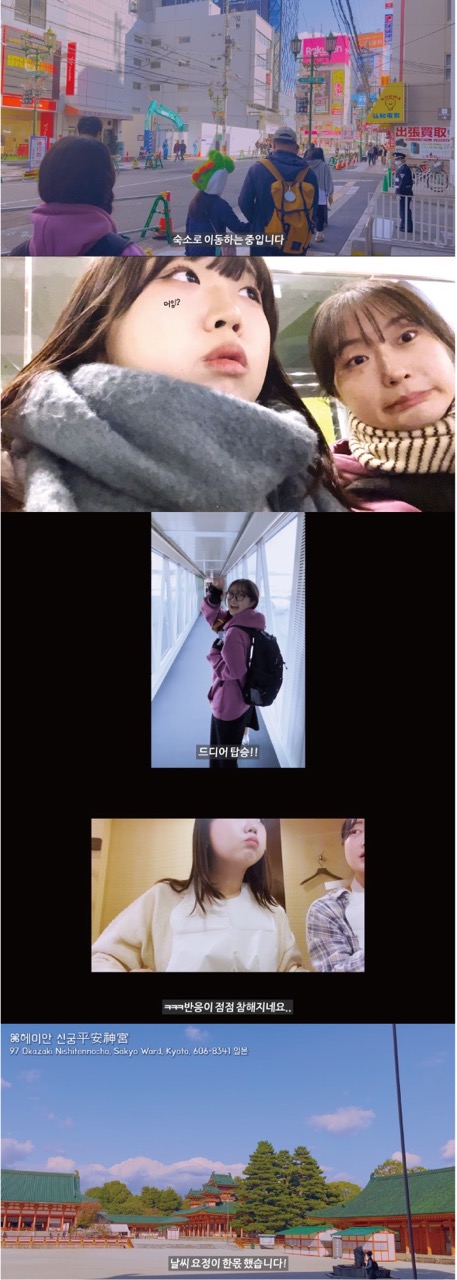 Rakuten
出張買取
숙소로 이동하는 중입니다
어입?
드디어 탑승!!
ㅋㅋㅋ반응이 점점 참해지네요..
⌘헤이안 신궁平安神宮
97 Okazaki Nishitennocho, Sakyo Ward, Kyoto, 606-8341 일본
날씨 요정이 한몫 했습니다!